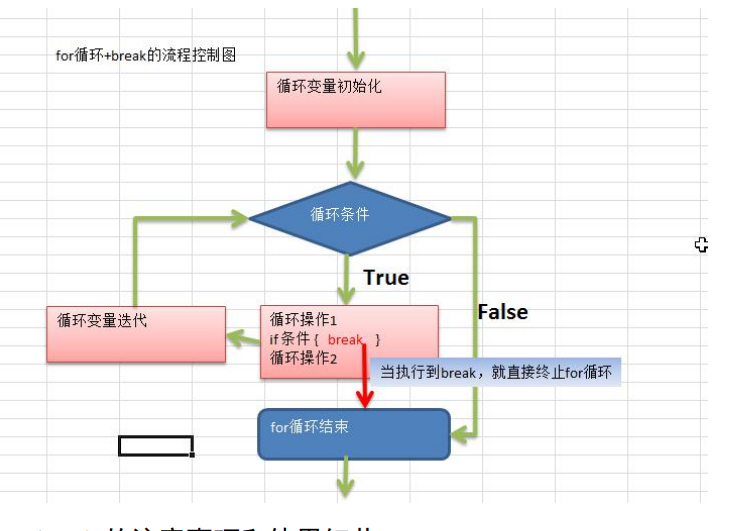 for循环+break的流程控制图
循环变量初始化
循环条件
True
False
循环变量迭代
循环操作1
if 条件 { break }
循环操作2
当执行到break，就直接终止for循环
for循环结束